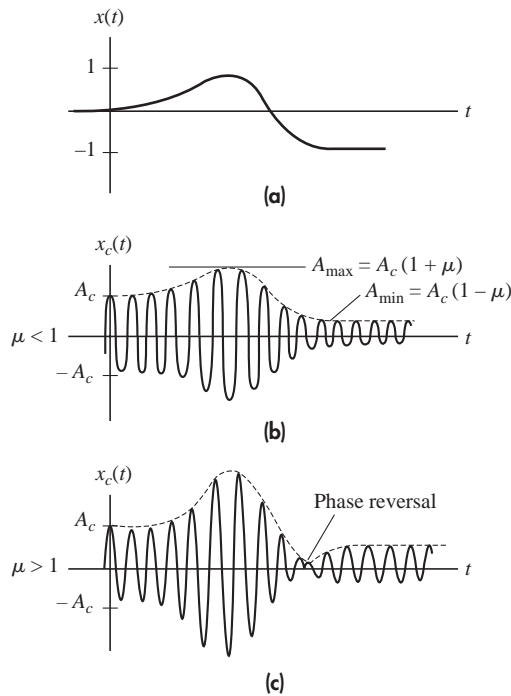 x(t)
1
t
–1
(a)
x_c(t)
A_max = A_c (1 + μ)
A_c
A_min = A_c (1 – μ)
μ < 1
t
– A_c
(b)
x_c(t)
Phase reversal
A_c
μ > 1
t
– A_c
(c)